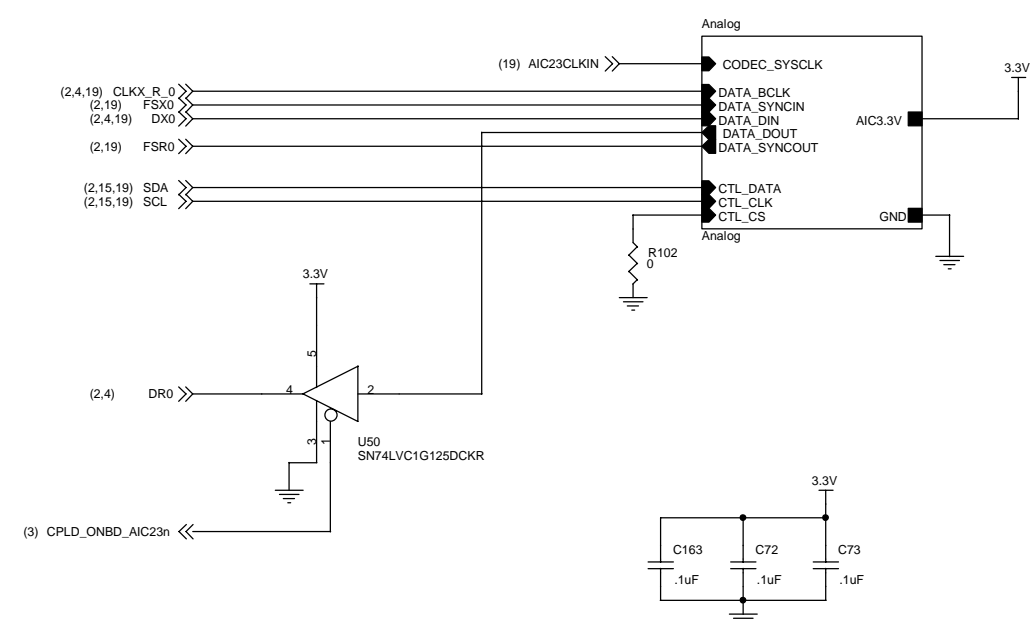 Analog
(19) AIC23CLKIN
CODEC_SYSCLK
3.3V
(2,4,19) CLKX_R_0
DATA_BCLK
(2,19) FSX0
DATA_SYNCIN
(2,4,19) DX0
DATA_DIN
AIC3.3V
DATA_DOUT
(2,19) FSR0
DATA_SYNCOUT
(2,15,19) SDA
CTL_DATA
(2,15,19) SCL
CTL_CLK
CTL_CS
GND
Analog
R102
0
3.3V
5
(2,4) DR0
4
2
3
1
U50
SN74LVC1G125DCKR
3.3V
(3) CPLD_ONBD_AIC23n
C163
C72
C73
.1uF
.1uF
.1uF